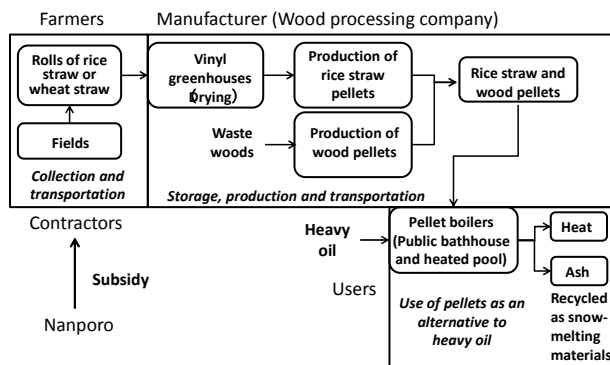 Farmers
Manufacturer (Wood processing company)
Rolls of rice
straw or
wheat straw
Fields
Collection and
transportation
Vinyl
greenhouses
(Drying)
Production of
rice straw
pellets
Waste
woods
Production of
wood pellets
Rice straw and
wood pellets
Storage, production and transportation
Contractors
Subsidy
Nanporo
Heavy
oil
Users
Pellet boilers
(Public bathhouse
and heated pool)
Use of pellets as an
alternative to
heavy oil
Heat
Ash
Recycled
as snow-
melting
materials